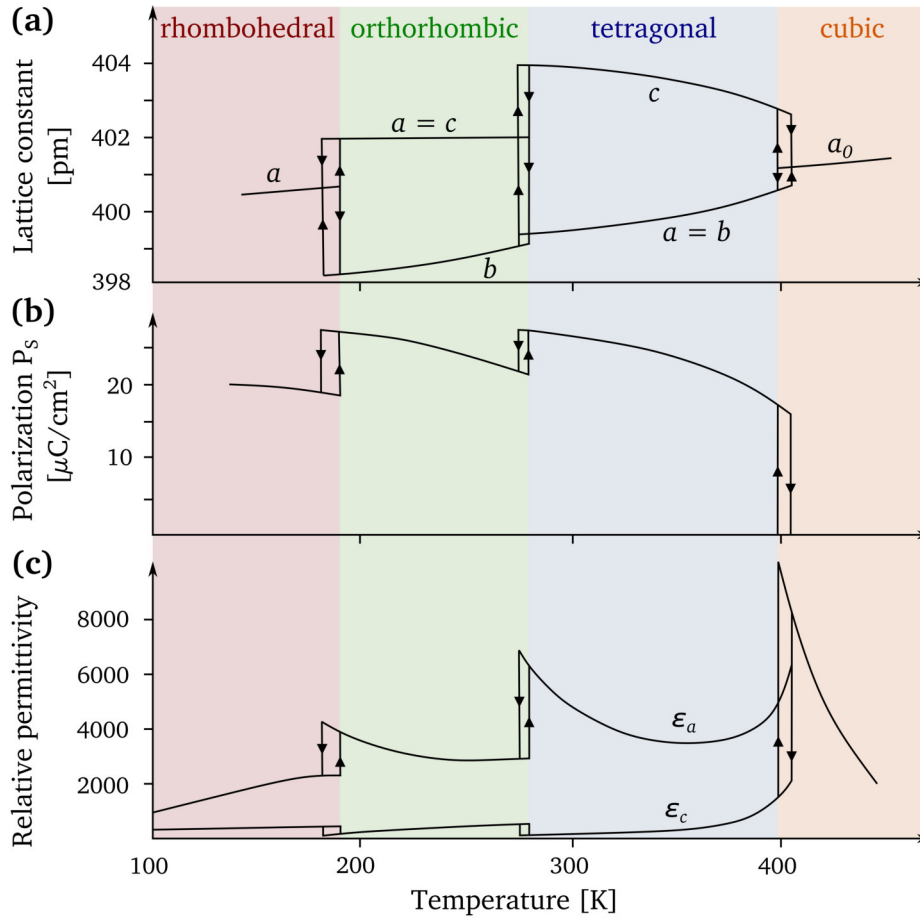 (a)
rhombohedral orthorhombic tetragonal cubic
Lattice constant
[pm]
404
402
400
398
a
a = c
b
c
a = b
a₀
(b)
Polarization Pₛ
[μC/cm²]
20
10
(c)
Relative permittivity
8000
6000
4000
2000
εₐ
ε_c
100 200 300 400
Temperature [K]